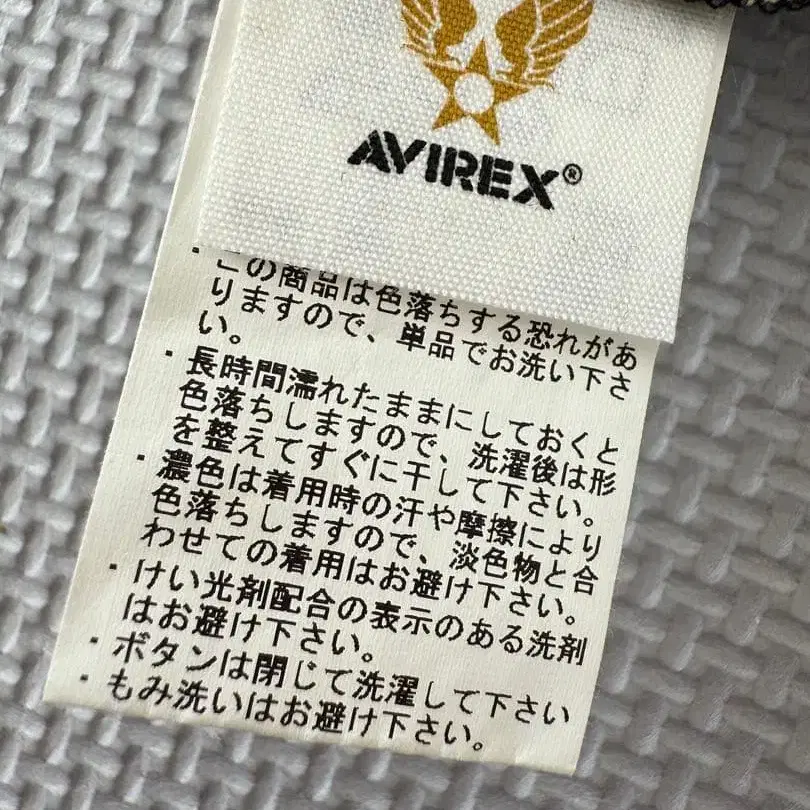 AVIREX®
・この商品は色落ちする恐れがあ
りますので、単品でお洗い下さ
い。
・長時間濡れたままにしておくと
色落ちしますので、洗濯後は形
を整えてすぐに干して下さい。
・濃色は着用時の汗や摩擦により
色落ちしますので、淡色物と合
わせての着用はお避け下さい。
・けい光剤配合の表示のある洗剤
はお避け下さい。
・ボタンは閉じて洗濯して下さい
・もみ洗いはお避け下さい。